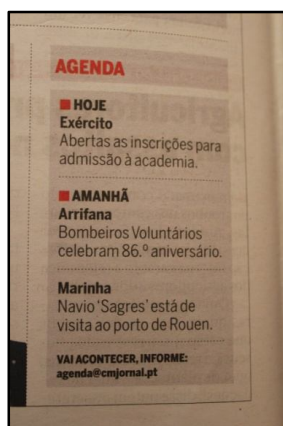 AGENDA
HOJE
Exército
Abertas as inscrições para
admissão à academia.
AMANHÃ
Arrifana
Bombeiros Voluntários
celebram 86.º aniversário.
Marinha
Navio 'Sagres' está de
visita ao porto de Rouen.
VAI ACONTECER, INFORME:
agenda@cmjornal.pt